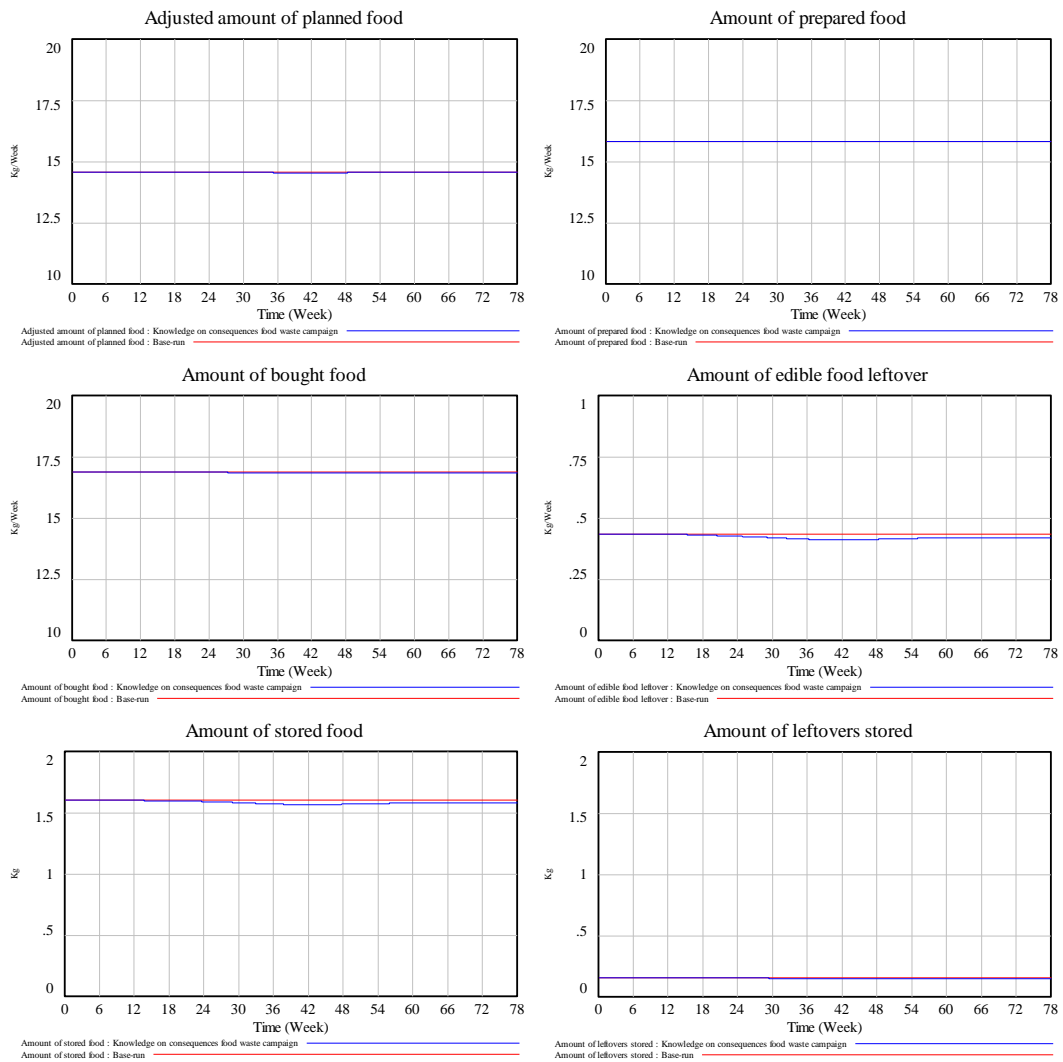 Adjusted amount of planned food
20
17.5
15
12.5
10
Kg/Week
0 6 12 18 24 30 36 42 48 54 60 66 72 78
Time (Week)
Adjusted amount of planned food : Knowledge on consequences food waste campaign
Adjusted amount of planned food : Base-run
Amount of prepared food
20
17.5
15
12.5
10
Kg/Week
0 6 12 18 24 30 36 42 48 54 60 66 72 78
Time (Week)
Amount of prepared food : Knowledge on consequences food waste campaign
Amount of prepared food : Base-run
Amount of bought food
20
17.5
15
12.5
10
Kg/Week
0 6 12 18 24 30 36 42 48 54 60 66 72 78
Time (Week)
Amount of bought food : Knowledge on consequences food waste campaign
Amount of bought food : Base-run
Amount of edible food leftover
1
.75
.5
.25
0
Kg/Week
0 6 12 18 24 30 36 42 48 54 60 66 72 78
Time (Week)
Amount of edible food leftover : Knowledge on consequences food waste campaign
Amount of edible food leftover : Base-run
Amount of stored food
2
1.5
1
.5
0
Kg
0 6 12 18 24 30 36 42 48 54 60 66 72 78
Time (Week)
Amount of stored food : Knowledge on consequences food waste campaign
Amount of stored food : Base-run
Amount of leftovers stored
2
1.5
1
.5
0
Kg
0 6 12 18 24 30 36 42 48 54 60 66 72 78
Time (Week)
Amount of leftovers stored : Knowledge on consequences food waste campaign
Amount of leftovers stored : Base-run